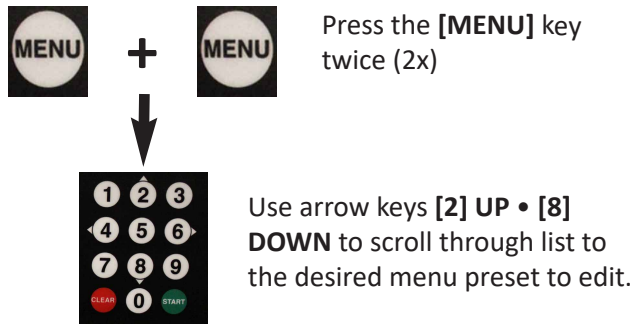 MENU + MENU
Press the [MENU] key
twice (2x)
1 2 3
4 5 6
7 8 9
CLEAR 0 START
Use arrow keys [2] UP • [8]
DOWN to scroll through list to
the desired menu preset to edit.